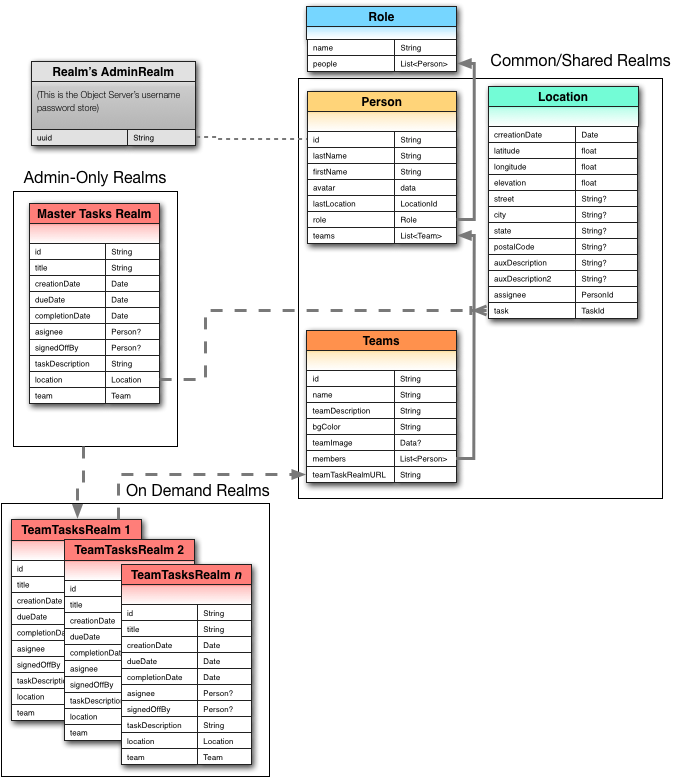 Role
name String
people List<Person>
Common/Shared Realms
Realm's AdminRealm
(This is the Object Server's username
password store)
uuid String
Person
id String
lastName String
firstName String
avatar data
lastLocation LocationId
role Role
teams List<Team>
Location
crreationDate Date
latitude float
longitude float
elevation float
street String?
city String?
state String?
postalCode String?
auxDescription String?
auxDescription2 String?
assignee PersonId
task TaskId
Admin-Only Realms
Master Tasks Realm
id String
title String
creationDate Date
dueDate Date
completionDate Date
asignee Person?
signedOffBy Person?
taskDescription String
location Location
team Team
Teams
id String
name String
teamDescription String
bgColor String
teamImage Data?
members List<Person>
teamTaskRealmURL String
On Demand Realms
TeamTasksRealm 1
id
title
creationDate
dueDate
completionDa
asignee
signedOffBy
taskDescripti
location
team
TeamTasksRealm 2
id
title
creationDate
dueDate
completionDat
asignee
signedOffBy
taskDescription
location
team
TeamTasksRealm n
id String
title String
creationDate Date
dueDate Date
completionDate Date
asignee Person?
signedOffBy Person?
taskDescription String
location Location
team Team